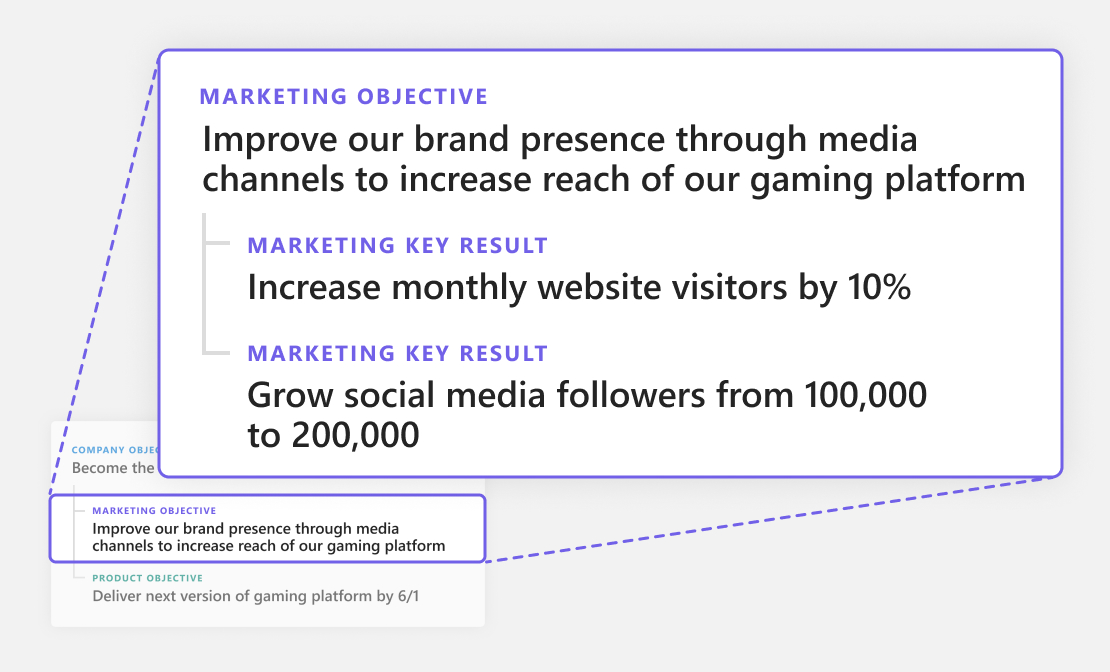 MARKETING OBJECTIVE
Improve our brand presence through media
channels to increase reach of our gaming platform
MARKETING KEY RESULT
Increase monthly website visitors by 10%
MARKETING KEY RESULT
Grow social media followers from 100,000
to 200,000
COMPANY
Become the
MARKETING OBJECTIVE
Improve our brand presence through media
channels to increase reach of our gaming platform
PRODUCT OBJECTIVE
Deliver next version of gaming platform by 6/1